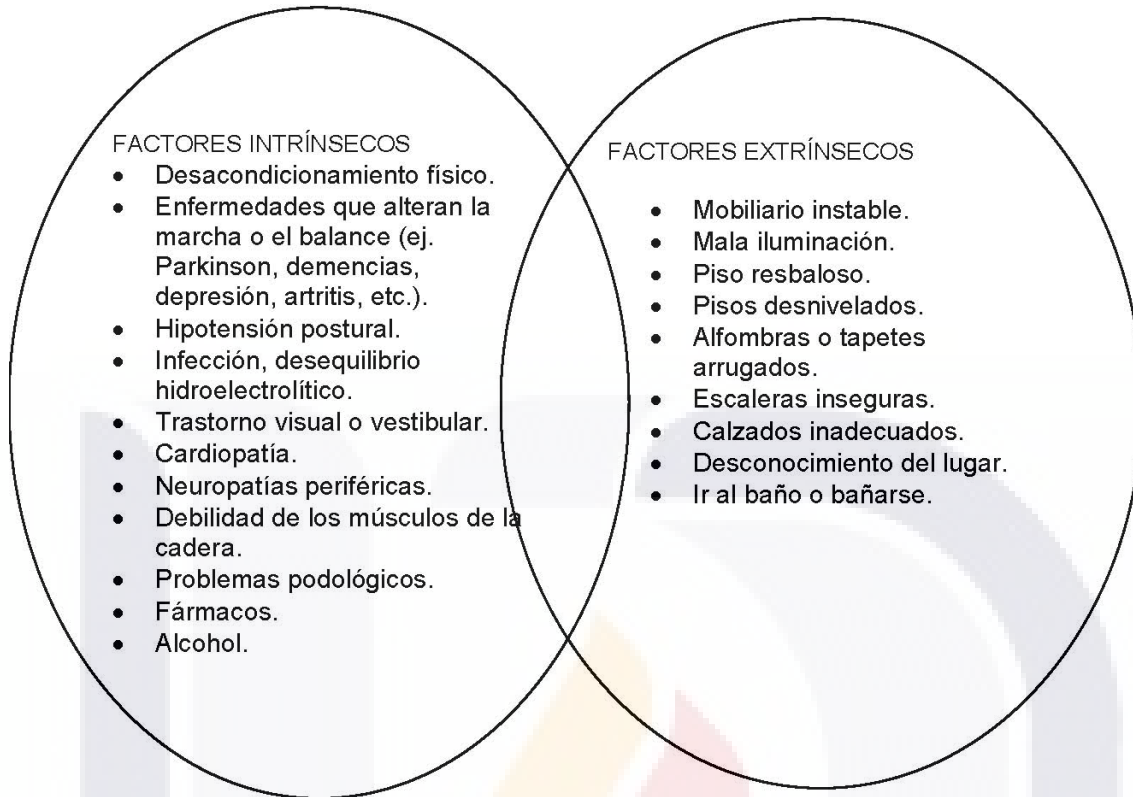 FACTORES INTRÍNSECOS
• Desacondicionamiento físico.
• Enfermedades que alteran la
marcha o el balance (ej.
Parkinson, demencias,
depresión, artritis, etc.).
• Hipotensión postural.
• Infección, desequilibrio
hidroelectrolítico.
• Trastorno visual o vestibular.
• Cardiopatía.
• Neuropatías periféricas.
• Debilidad de los músculos de la
cadera.
• Problemas podológicos.
• Fármacos.
• Alcohol.
FACTORES EXTRÍNSECOS
• Mobiliario instable.
• Mala iluminación.
• Piso resbaloso.
• Pisos desnivelados.
• Alfombras o tapetes
arrugados.
• Escaleras inseguras.
• Calzados inadecuados.
• Desconocimiento del lugar.
• Ir al baño o bañarse.